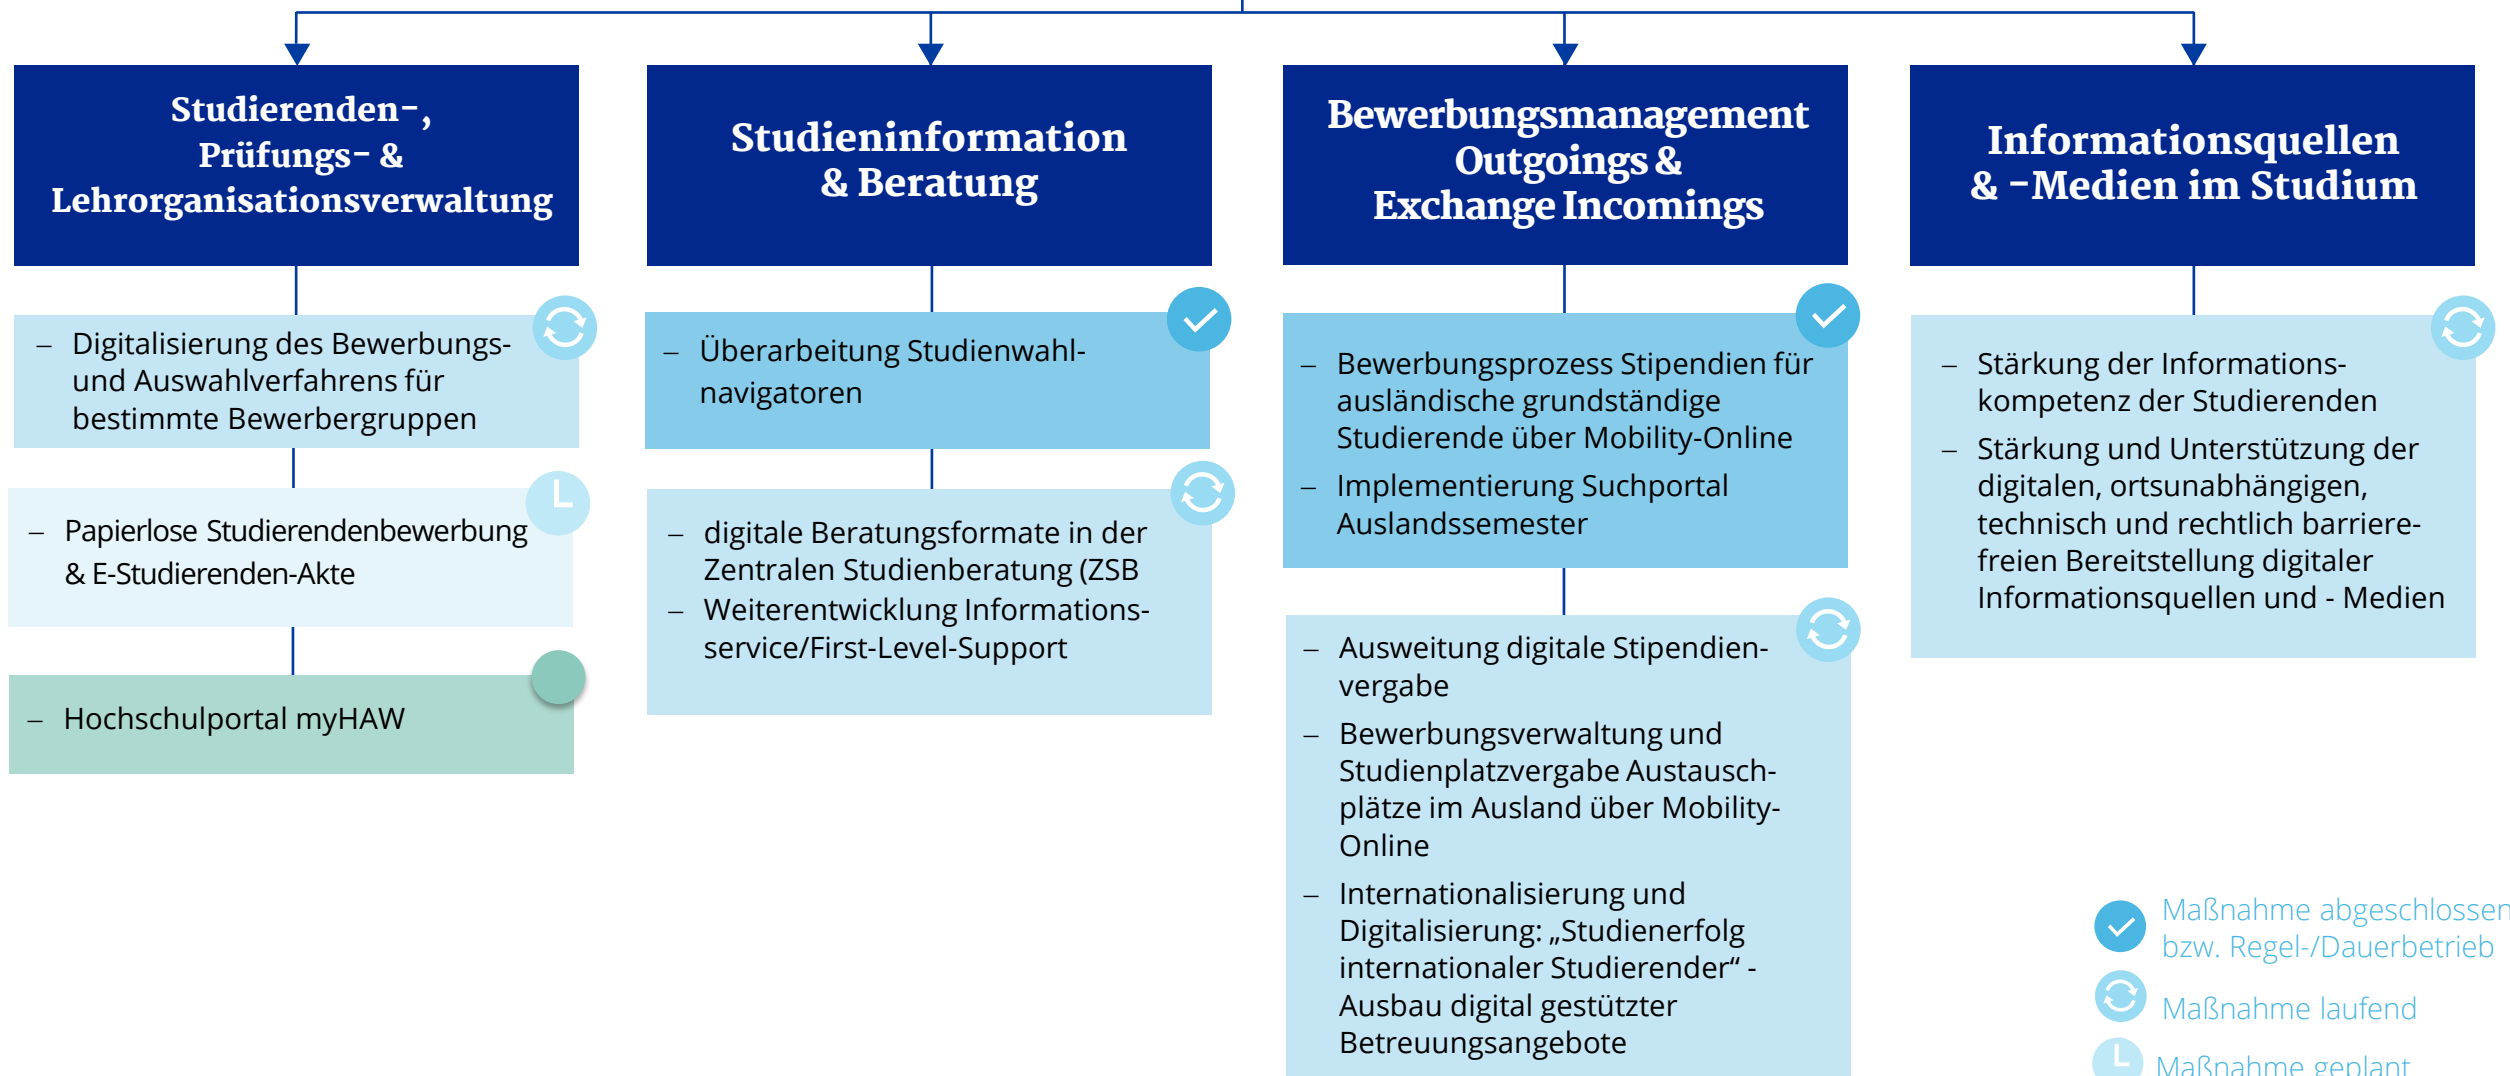 Studierenden-,
Prüfungs- &
Lehrorganisationsverwaltung
– Digitalisierung des Bewerbungs-
und Auswahlverfahrens für
bestimmte Bewerbergruppen
– Papierlose Studierendenbewerbung
& E-Studierenden-Akte
– Hochschulportal myHAW
Studieninformation
& Beratung
– Überarbeitung Studienwahl-
navigatoren
– digitale Beratungsformate in der
Zentralen Studienberatung (ZSB
– Weiterentwicklung Informations-
service/First-Level-Support
Bewerbungsmanagement
Outgoings &
Exchange Incomings
– Bewerbungsprozess Stipendien für
ausländische grundständige
Studierende über Mobility-Online
– Implementierung Suchportal
Auslandssemester
– Ausweitung digitale Stipendien-
vergabe
– Bewerbungsverwaltung und
Studienplatzvergabe Austausch-
plätze im Ausland über Mobility-
Online
– Internationalisierung und
Digitalisierung: „Studienerfolg
internationaler Studierender“ -
Ausbau digital gestützter
Betreuungsangebote
Informationsquellen
& -Medien im Studium
– Stärkung der Informations-
kompetenz der Studierenden
– Stärkung und Unterstützung der
digitalen, ortsunabhängigen,
technisch und rechtlich barriere-
freien Bereitstellung digitaler
Informationsquellen und - Medien
Maßnahme abgeschlossen
bzw. Regel-/Dauerbetrieb
Maßnahme laufend
Maßnahme geplant